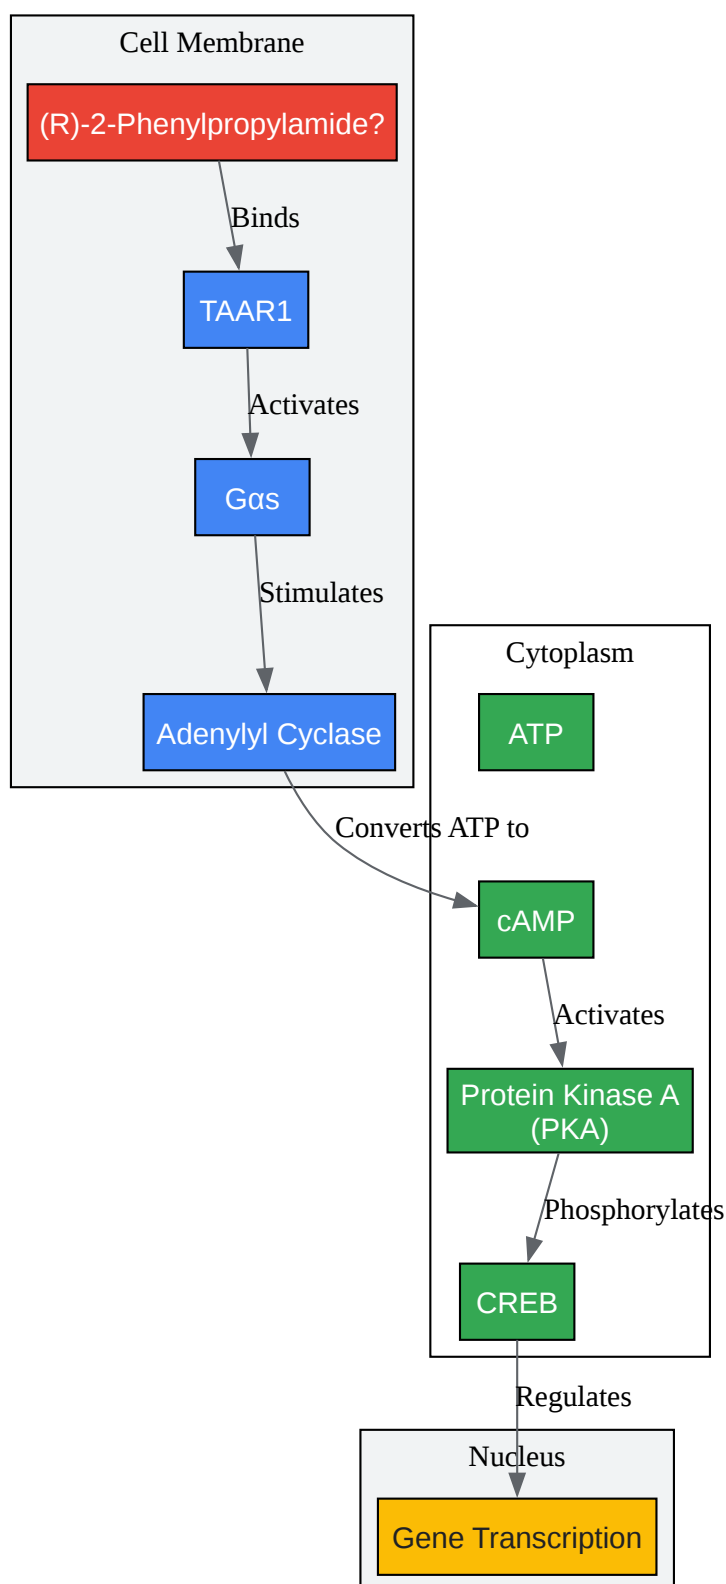 Cell Membrane
(R)-2-Phenylpropylamide?
Binds
TAAR1
Activates
Gαs
Stimulates
Adenylyl Cyclase
Cytoplasm
ATP
Converts ATP to
cAMP
Activates
Protein Kinase A
(PKA)
Phosphorylates
CREB
Regulates
Nucleus
Gene Transcription